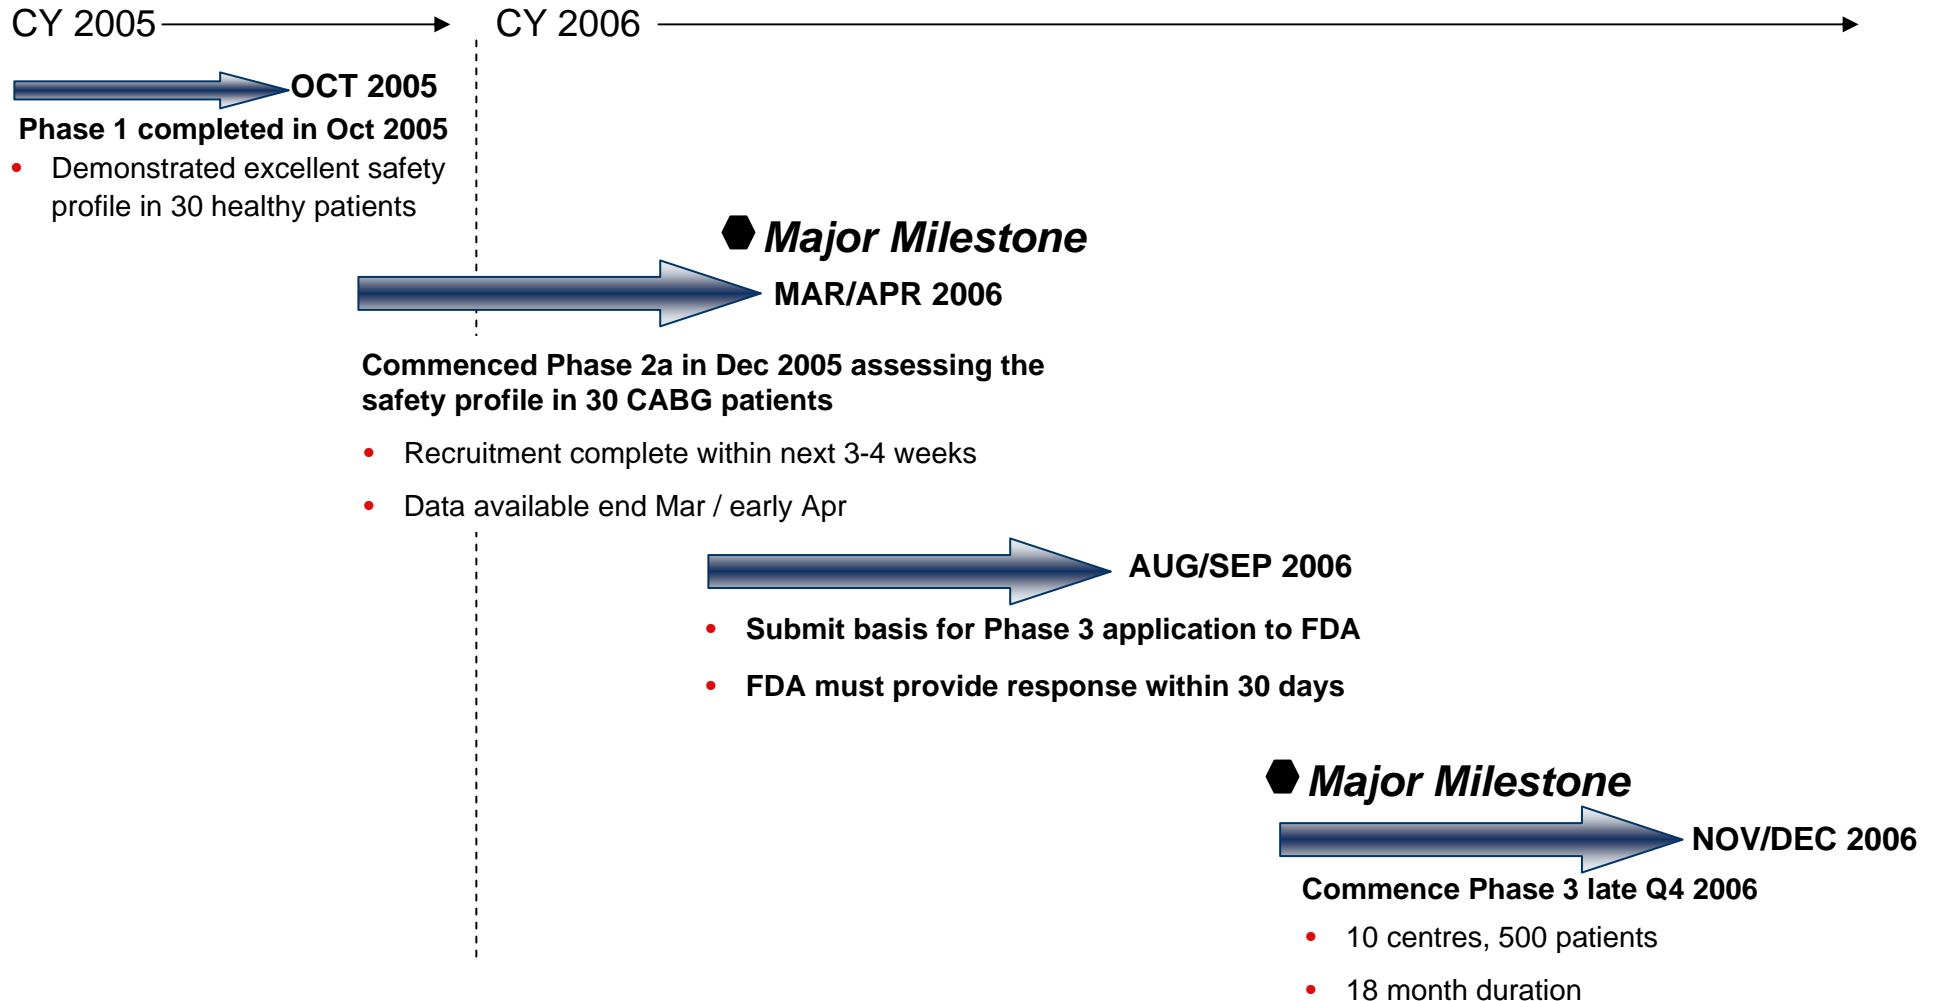 CY 2005
CY 2006
OCT 2005
Phase 1 completed in Oct 2005
• Demonstrated excellent safety
profile in 30 healthy patients
Major Milestone
MAR/APR 2006
Commenced Phase 2a in Dec 2005 assessing the
safety profile in 30 CABG patients
• Recruitment complete within next 3-4 weeks
• Data available end Mar / early Apr
AUG/SEP 2006
• Submit basis for Phase 3 application to FDA
• FDA must provide response within 30 days
Major Milestone
NOV/DEC 2006
Commence Phase 3 late Q4 2006
• 10 centres, 500 patients
• 18 month duration